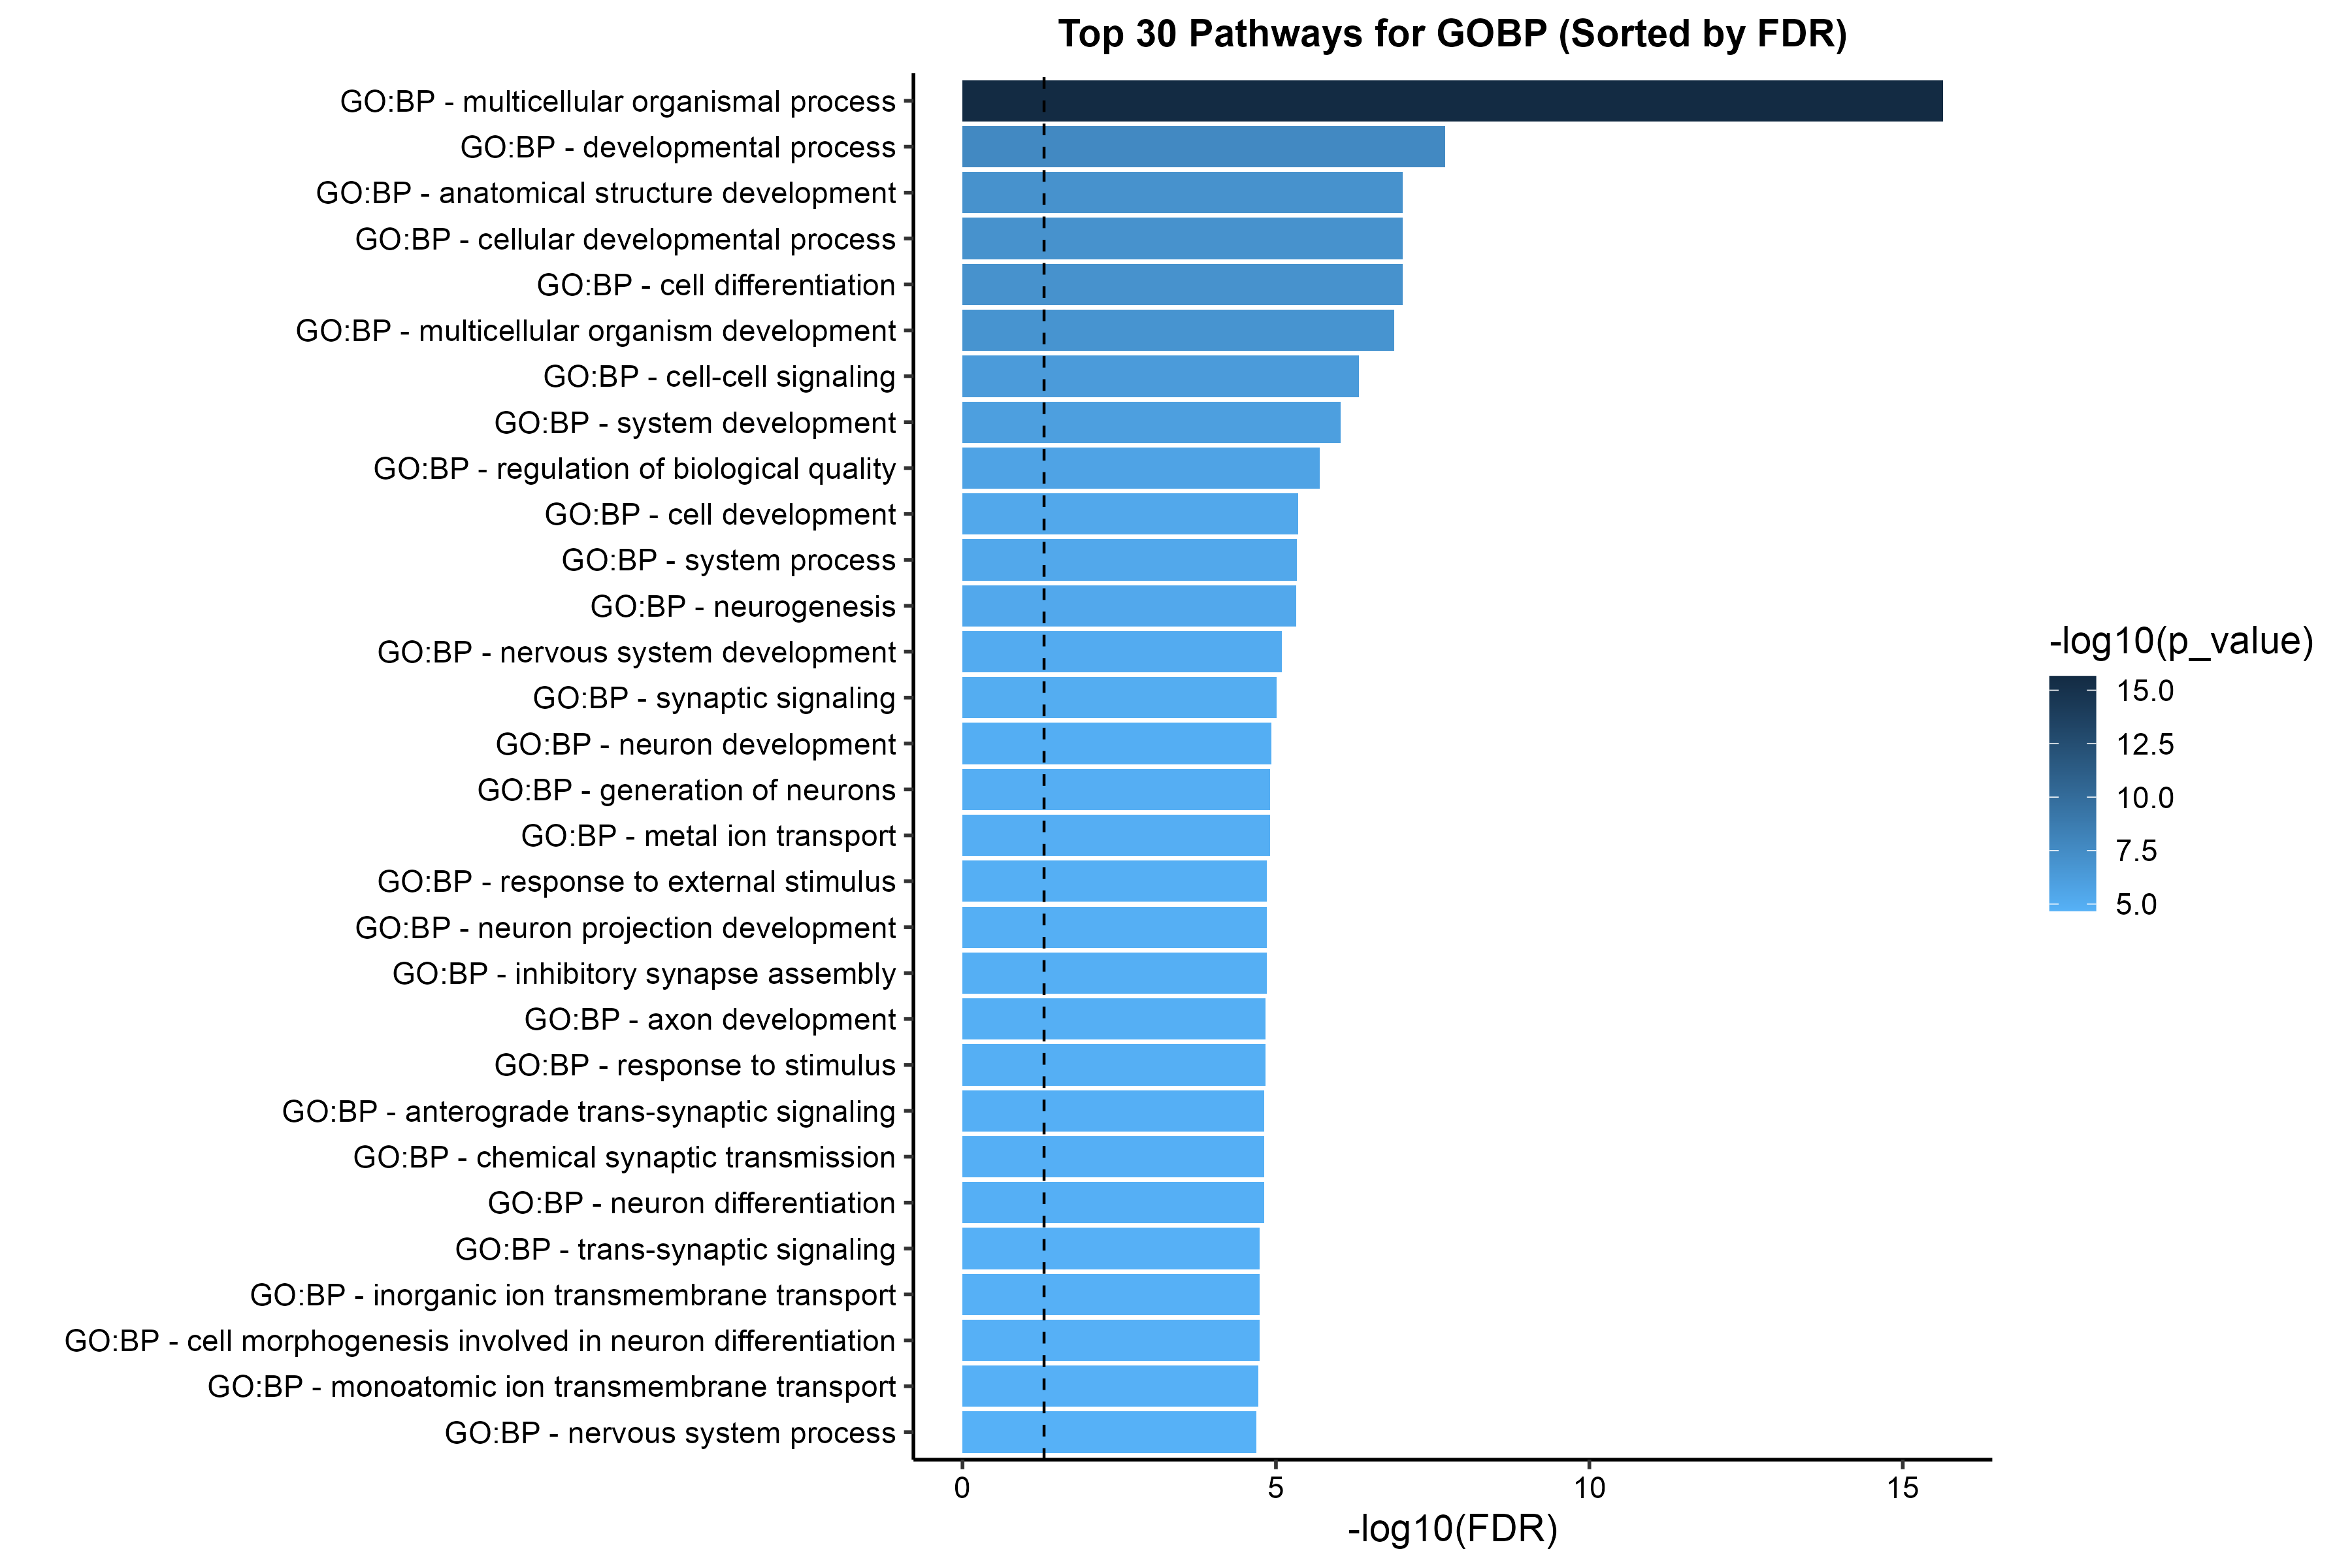 Top 30 Pathways for GOBP (Sorted by FDR)
GO:BP - multicellular organismal process
GO:BP - developmental process
GO:BP - anatomical structure development
GO:BP - cellular developmental process
GO:BP - cell differentiation
GO:BP - multicellular organism development
GO:BP - cell-cell signaling
GO:BP - system development
GO:BP - regulation of biological quality
GO:BP - cell development
GO:BP - system process
GO:BP - neurogenesis
GO:BP - nervous system development
GO:BP - synaptic signaling
GO:BP - neuron development
GO:BP - generation of neurons
GO:BP - metal ion transport
GO:BP - response to external stimulus
GO:BP - neuron projection development
GO:BP - inhibitory synapse assembly
GO:BP - axon development
GO:BP - response to stimulus
GO:BP - anterograde trans-synaptic signaling
GO:BP - chemical synaptic transmission
GO:BP - neuron differentiation
GO:BP - trans-synaptic signaling
GO:BP - inorganic ion transmembrane transport
GO:BP - cell morphogenesis involved in neuron differentiation
GO:BP - monoatomic ion transmembrane transport
GO:BP - nervous system process
0 5 10 15
-log10(FDR)
-log10(p_value)
15.0
12.5
10.0
7.5
5.0